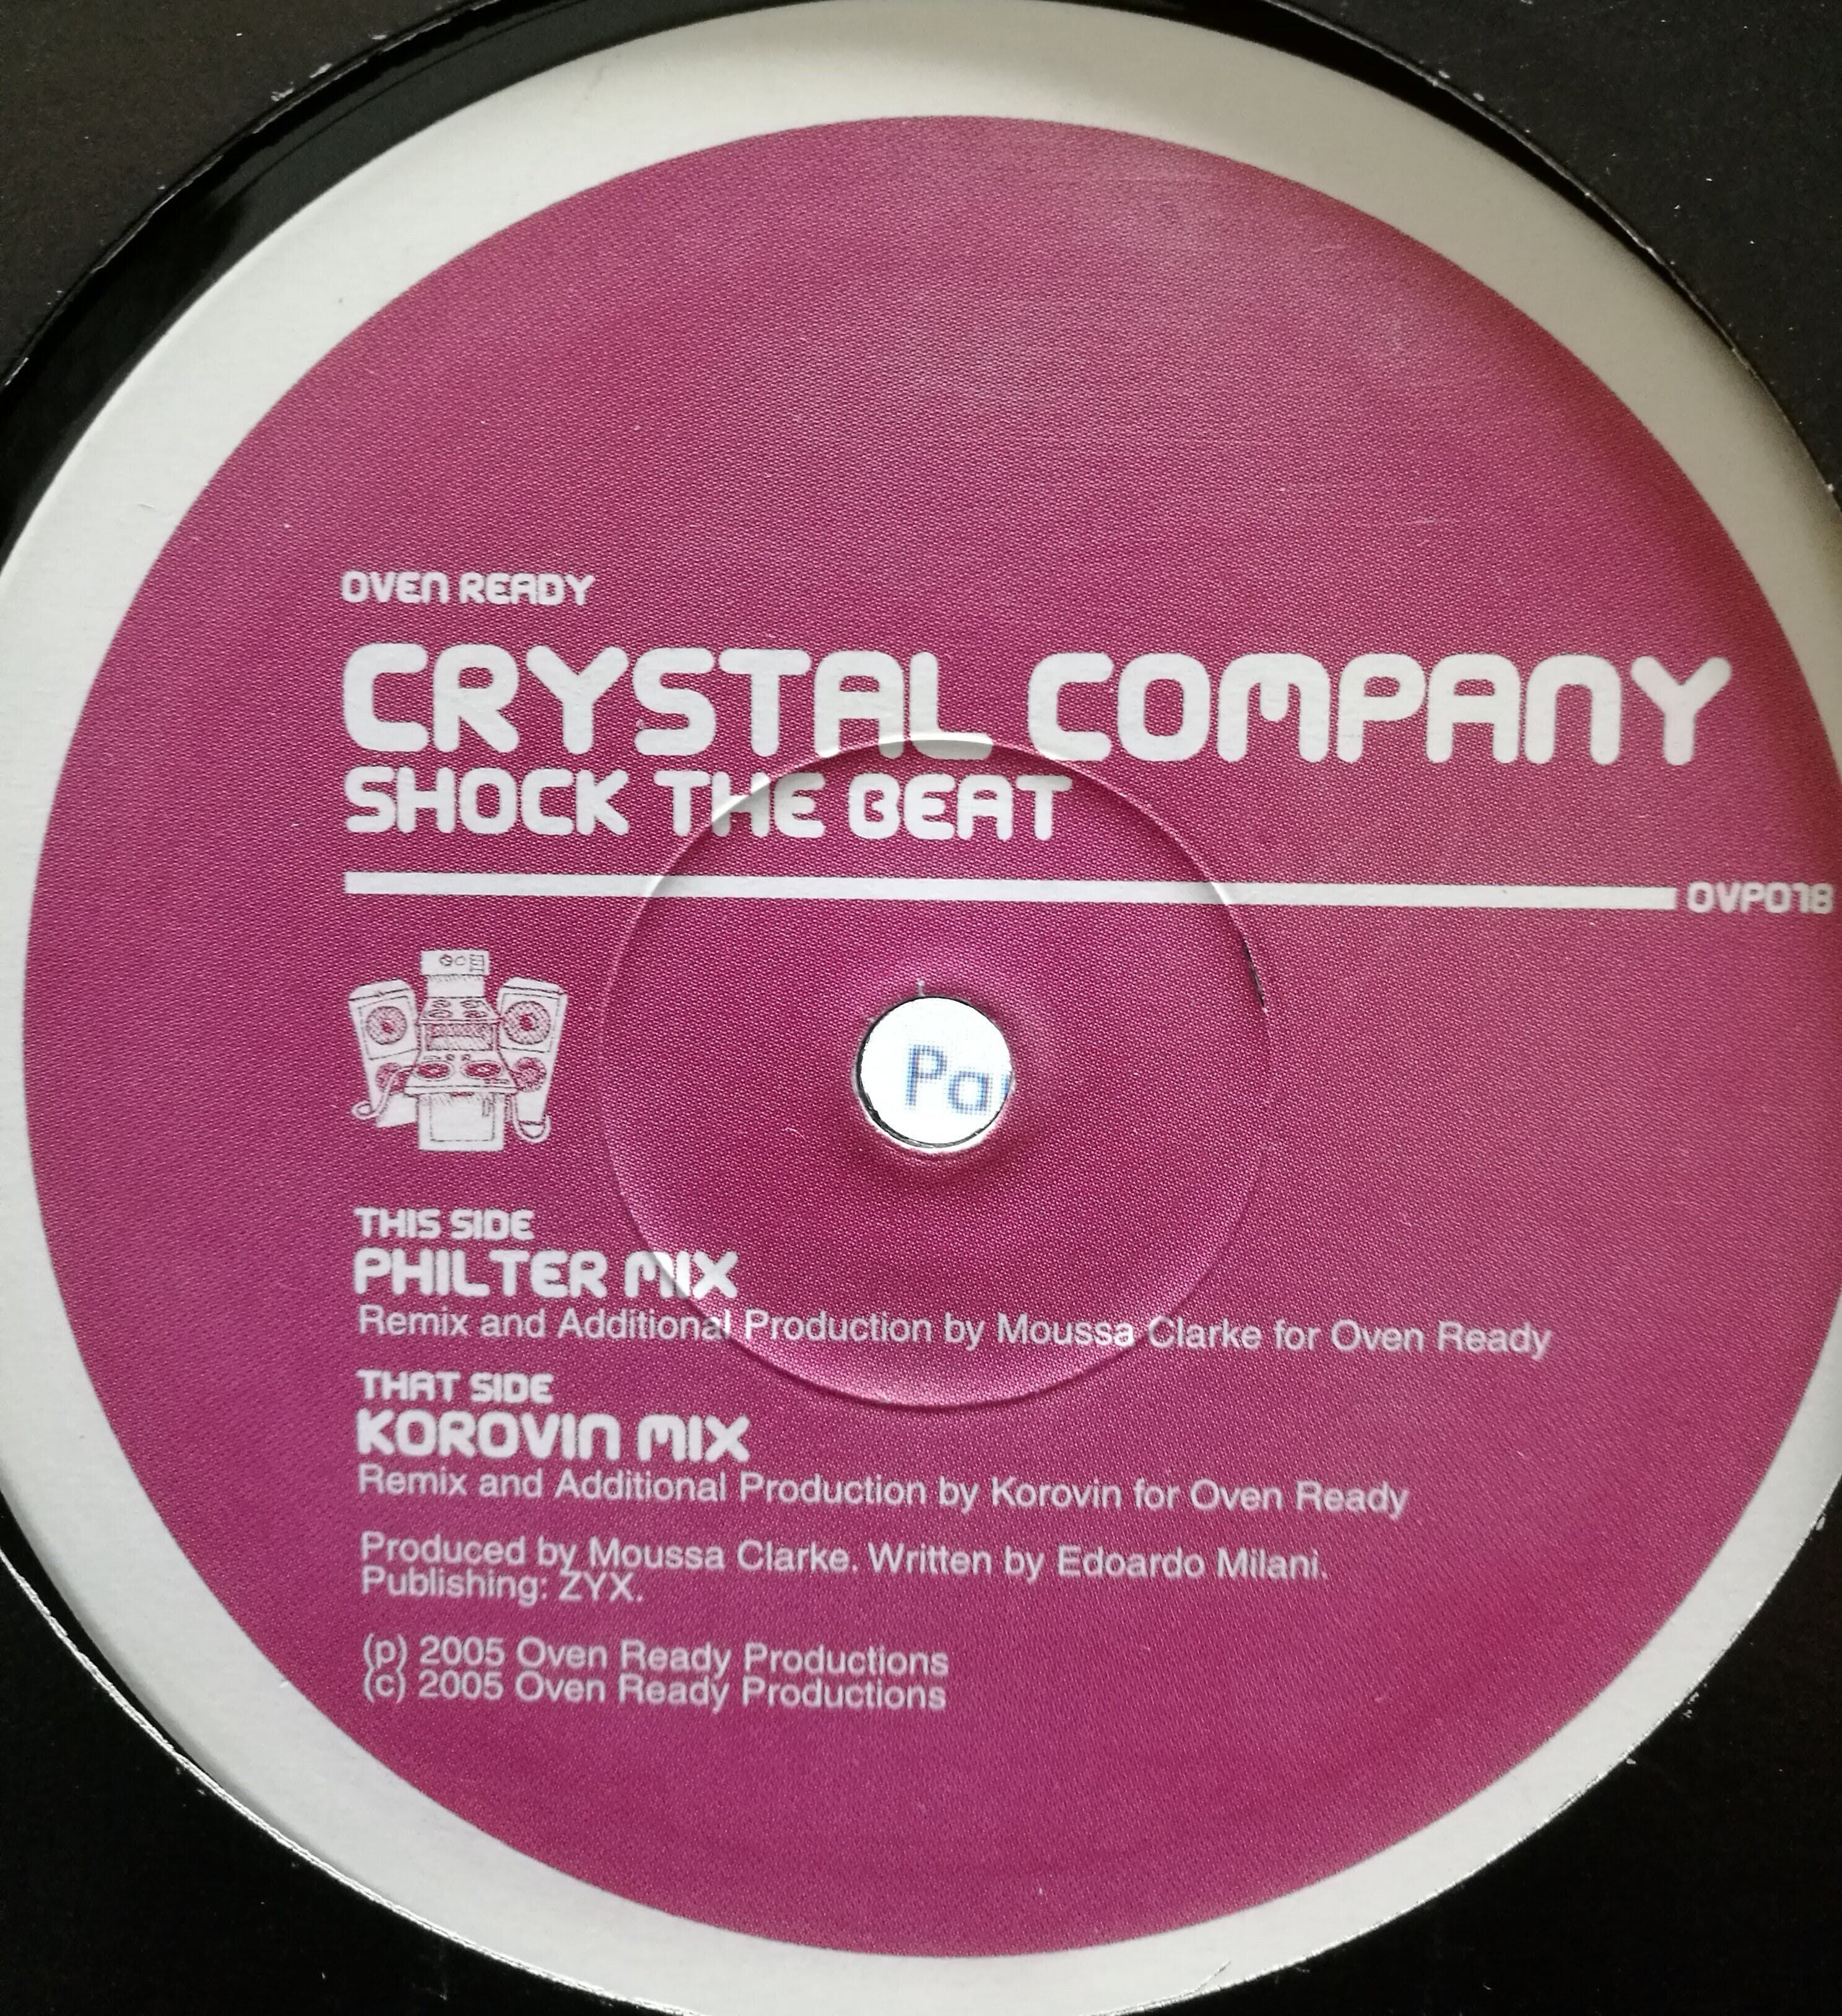 OVEN READY
CRYSTAL COMPANY
SHOCK THE BEAT
OVP018
Pa
THIS SIDE
PHILTER MIX
Remix and Additional Production by Moussa Clarke for Oven Ready
THAT SIDE
KOROVIN MIX
Remix and Additional Production by Korovin for Oven Ready
Produced by Moussa Clarke. Written by Edoardo Milani.
Publishing: ZYX.
(p) 2005 Oven Ready Productions
(c) 2005 Oven Ready Productions